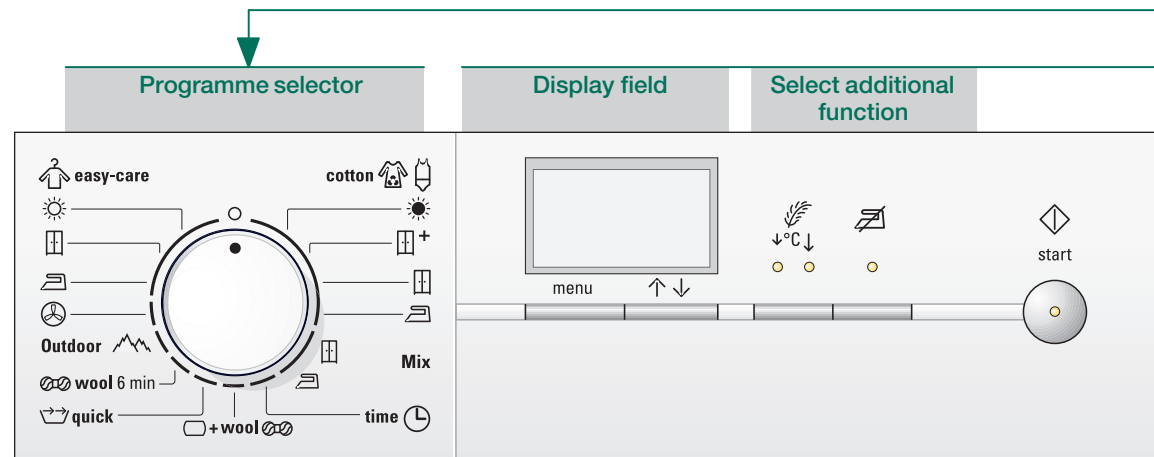 Programme selector
Display field
Select additional
function
easy-care
cotton
+
°C
start
menu
Outdoor
Mix
wool 6 min
quick
time
+ wool